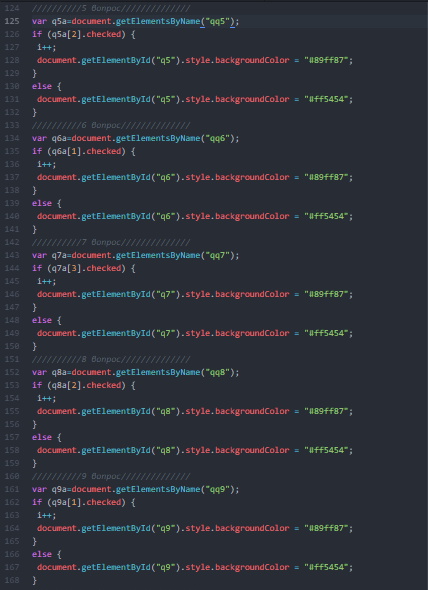 124 //////////5 вопрос//////////////
125 var q5a=document.getElementsByName("qq5");
126 if (q5a[2].checked) {
127 i++;
128 document.getElementById("q5").style.backgroundColor = "#89ff87";
129 }
130 else {
131 document.getElementById("q5").style.backgroundColor = "#ff5454";
132 }
133 //////////6 вопрос//////////////
134 var q6a=document.getElementsByName("qq6");
135 if (q6a[1].checked) {
136 i++;
137 document.getElementById("q6").style.backgroundColor = "#89ff87";
138 }
139 else {
140 document.getElementById("q6").style.backgroundColor = "#ff5454";
141 }
142 //////////7 вопрос//////////////
143 var q7a=document.getElementsByName("qq7");
144 if (q7a[3].checked) {
145 i++;
146 document.getElementById("q7").style.backgroundColor = "#89ff87";
147 }
148 else {
149 document.getElementById("q7").style.backgroundColor = "#ff5454";
150 }
151 //////////8 вопрос//////////////
152 var q8a=document.getElementsByName("qq8");
153 if (q8a[2].checked) {
154 i++;
155 document.getElementById("q8").style.backgroundColor = "#89ff87";
156 }
157 else {
158 document.getElementById("q8").style.backgroundColor = "#ff5454";
159 }
160 //////////9 вопрос//////////////
161 var q9a=document.getElementsByName("qq9");
162 if (q9a[1].checked) {
163 i++;
164 document.getElementById("q9").style.backgroundColor = "#89ff87";
165 }
166 else {
167 document.getElementById("q9").style.backgroundColor = "#ff5454";
168 }